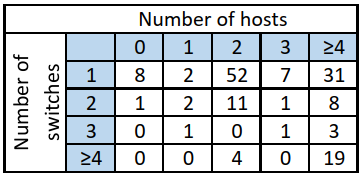 Number of hosts
Number of switches
0 1 2 3 ≥4
1 8 2 52 7 31
2 1 2 11 1 8
3 0 1 0 1 3
≥4 0 0 4 0 19